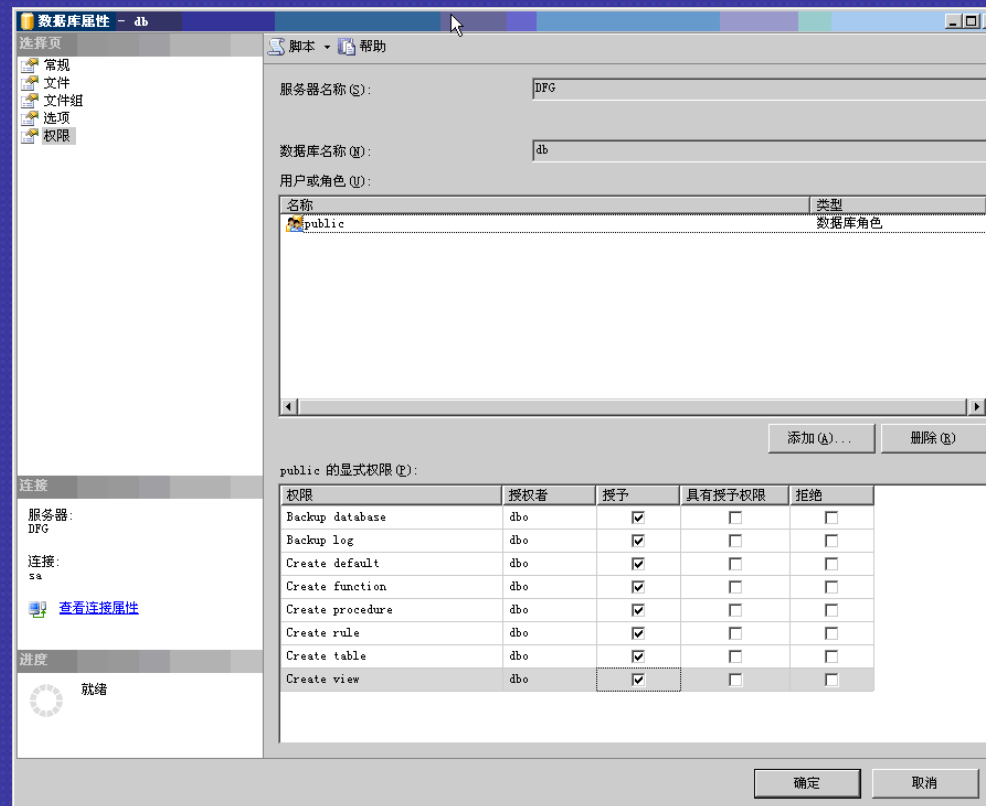 数据库属性 - db
选择页
常规
文件
文件组
选项
权限
连接
服务器:
DFG
连接:
sa
查看连接属性
进度
就绪
脚本 帮助
服务器名称(S): DFG
数据库名称(N): db
用户或角色(U):
名称 类型
public 数据库角色
添加(A)... 删除(R)
public 的显式权限(P):
权限 授权者 授予 具有授予权限 拒绝
Backup database dbo
Backup log dbo
Create default dbo
Create function dbo
Create procedure dbo
Create rule dbo
Create table dbo
Create view dbo
确定 取消